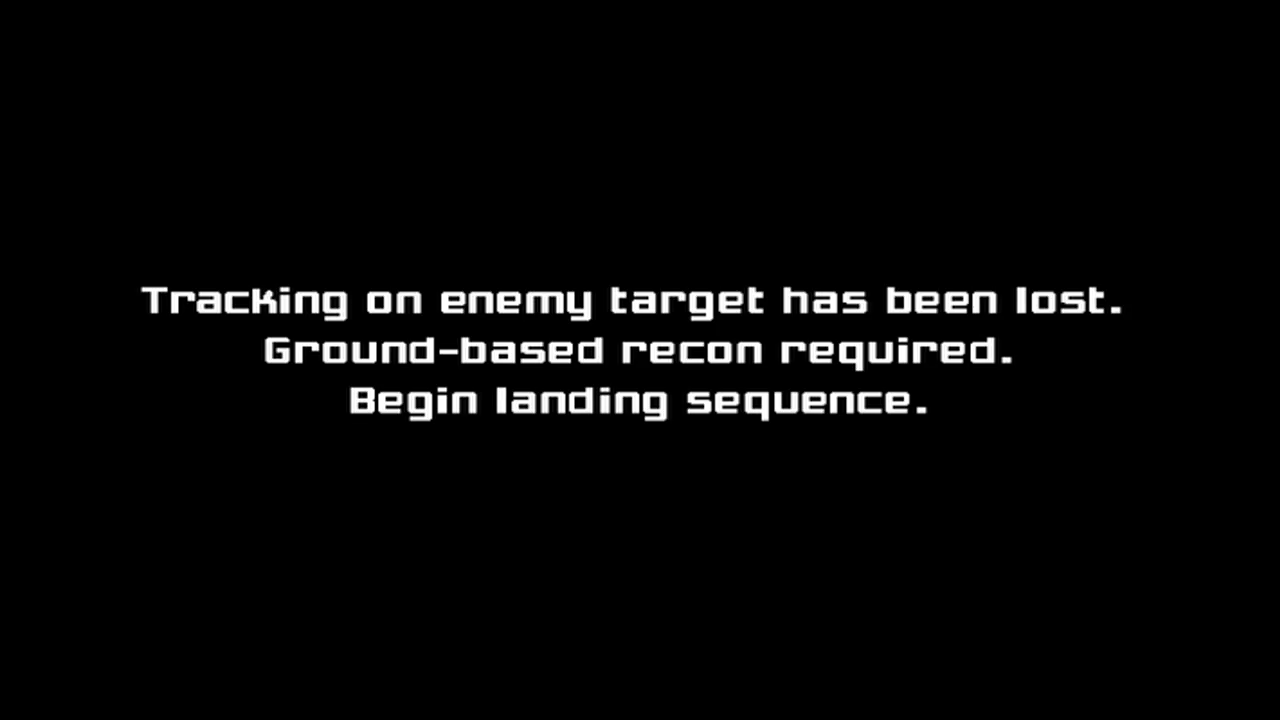 Tracking on enemy target has been lost.
Ground-based recon required.
Begin landing sequence.